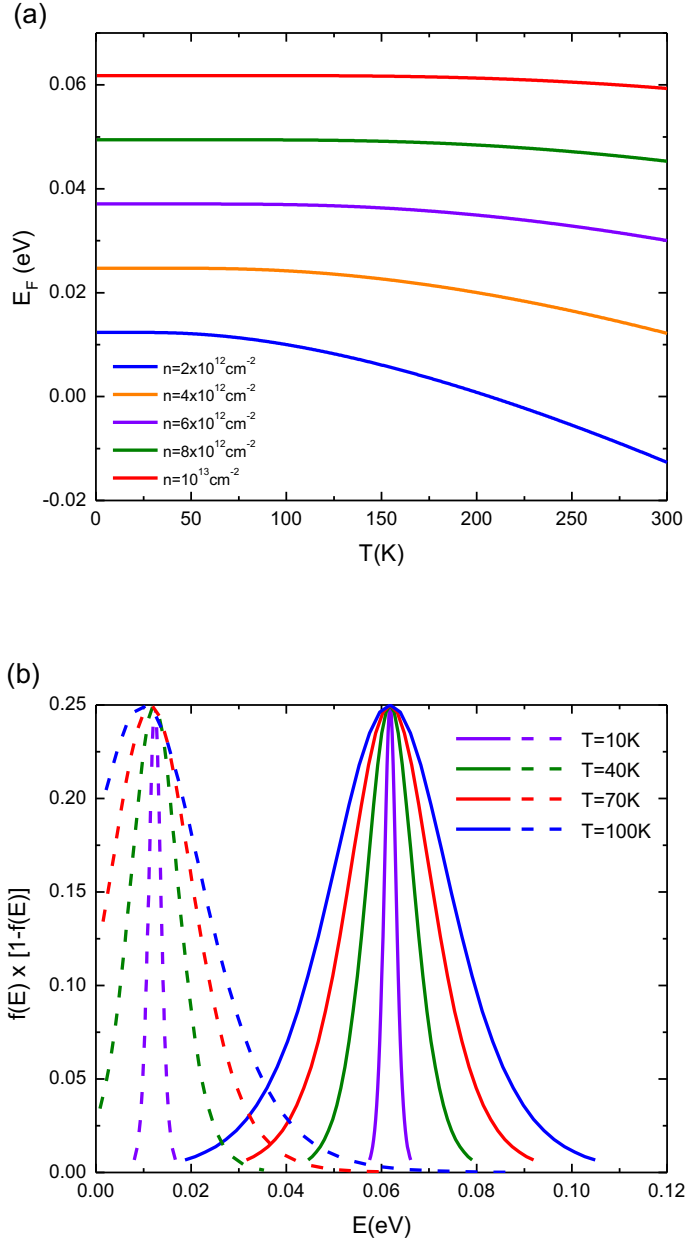 (a)
0.06
0.04
0.02
0.00
-0.02
E_F (eV)
n=2x10^12cm^-2
n=4x10^12cm^-2
n=6x10^12cm^-2
n=8x10^12cm^-2
n=10^13cm^-2
0 50 100 150 200 250 300
T(K)
(b)
0.25
0.20
0.15
0.10
0.05
0.00
f(E) x [1-f(E)]
T=10K
T=40K
T=70K
T=100K
0.00 0.02 0.04 0.06 0.08 0.10 0.12
E(eV)